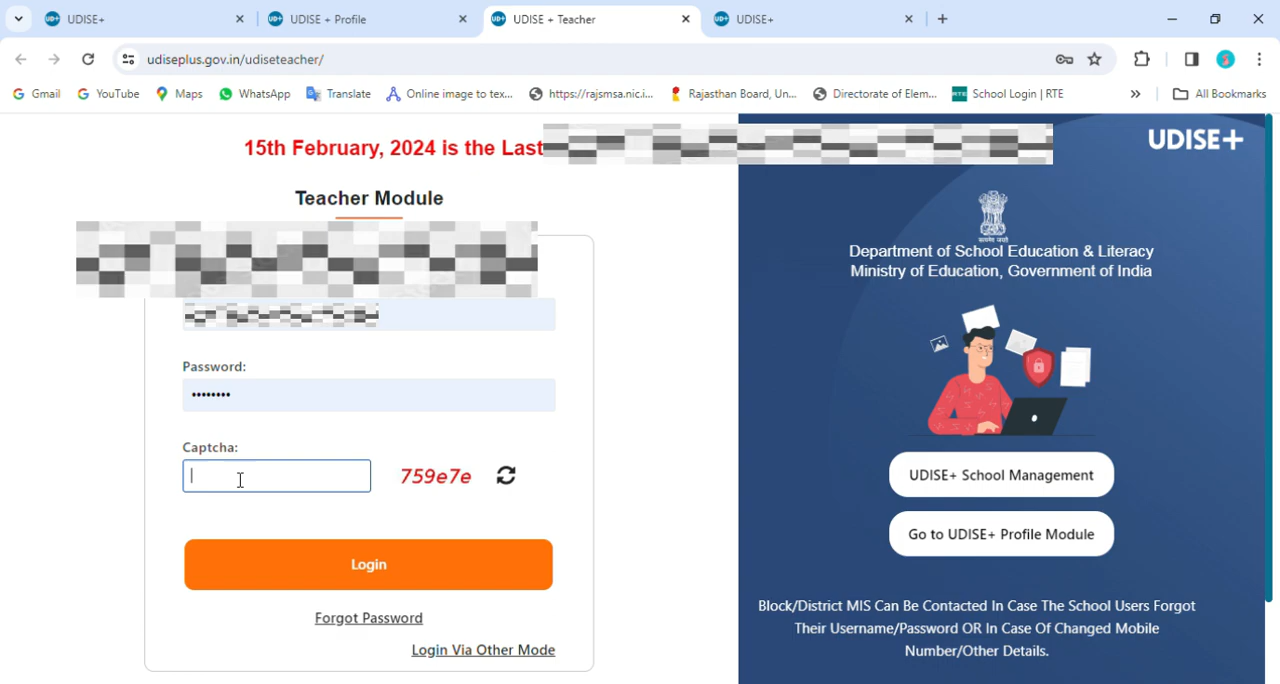 UDISE+
UDISE + Profile
UDISE + Teacher
UDISE+
udiseplus.gov.in/udiseteacher/
Gmail
YouTube
Maps
WhatsApp
Translate
Online image to tex...
https://rajsmsa.nic.i...
Rajasthan Board, Un...
Directorate of Elem...
School Login | RTE
All Bookmarks
15th February, 2024 is the Last
Teacher Module
Password:
••••••••
Captcha:
759e7e
Login
Forgot Password
Login Via Other Mode
UDISE+
Department of School Education & Literacy
Ministry of Education, Government of India
UDISE+ School Management
Go to UDISE+ Profile Module
Block/District MIS Can Be Contacted In Case The School Users Forgot
Their Username/Password OR In Case Of Changed Mobile
Number/Other Details.